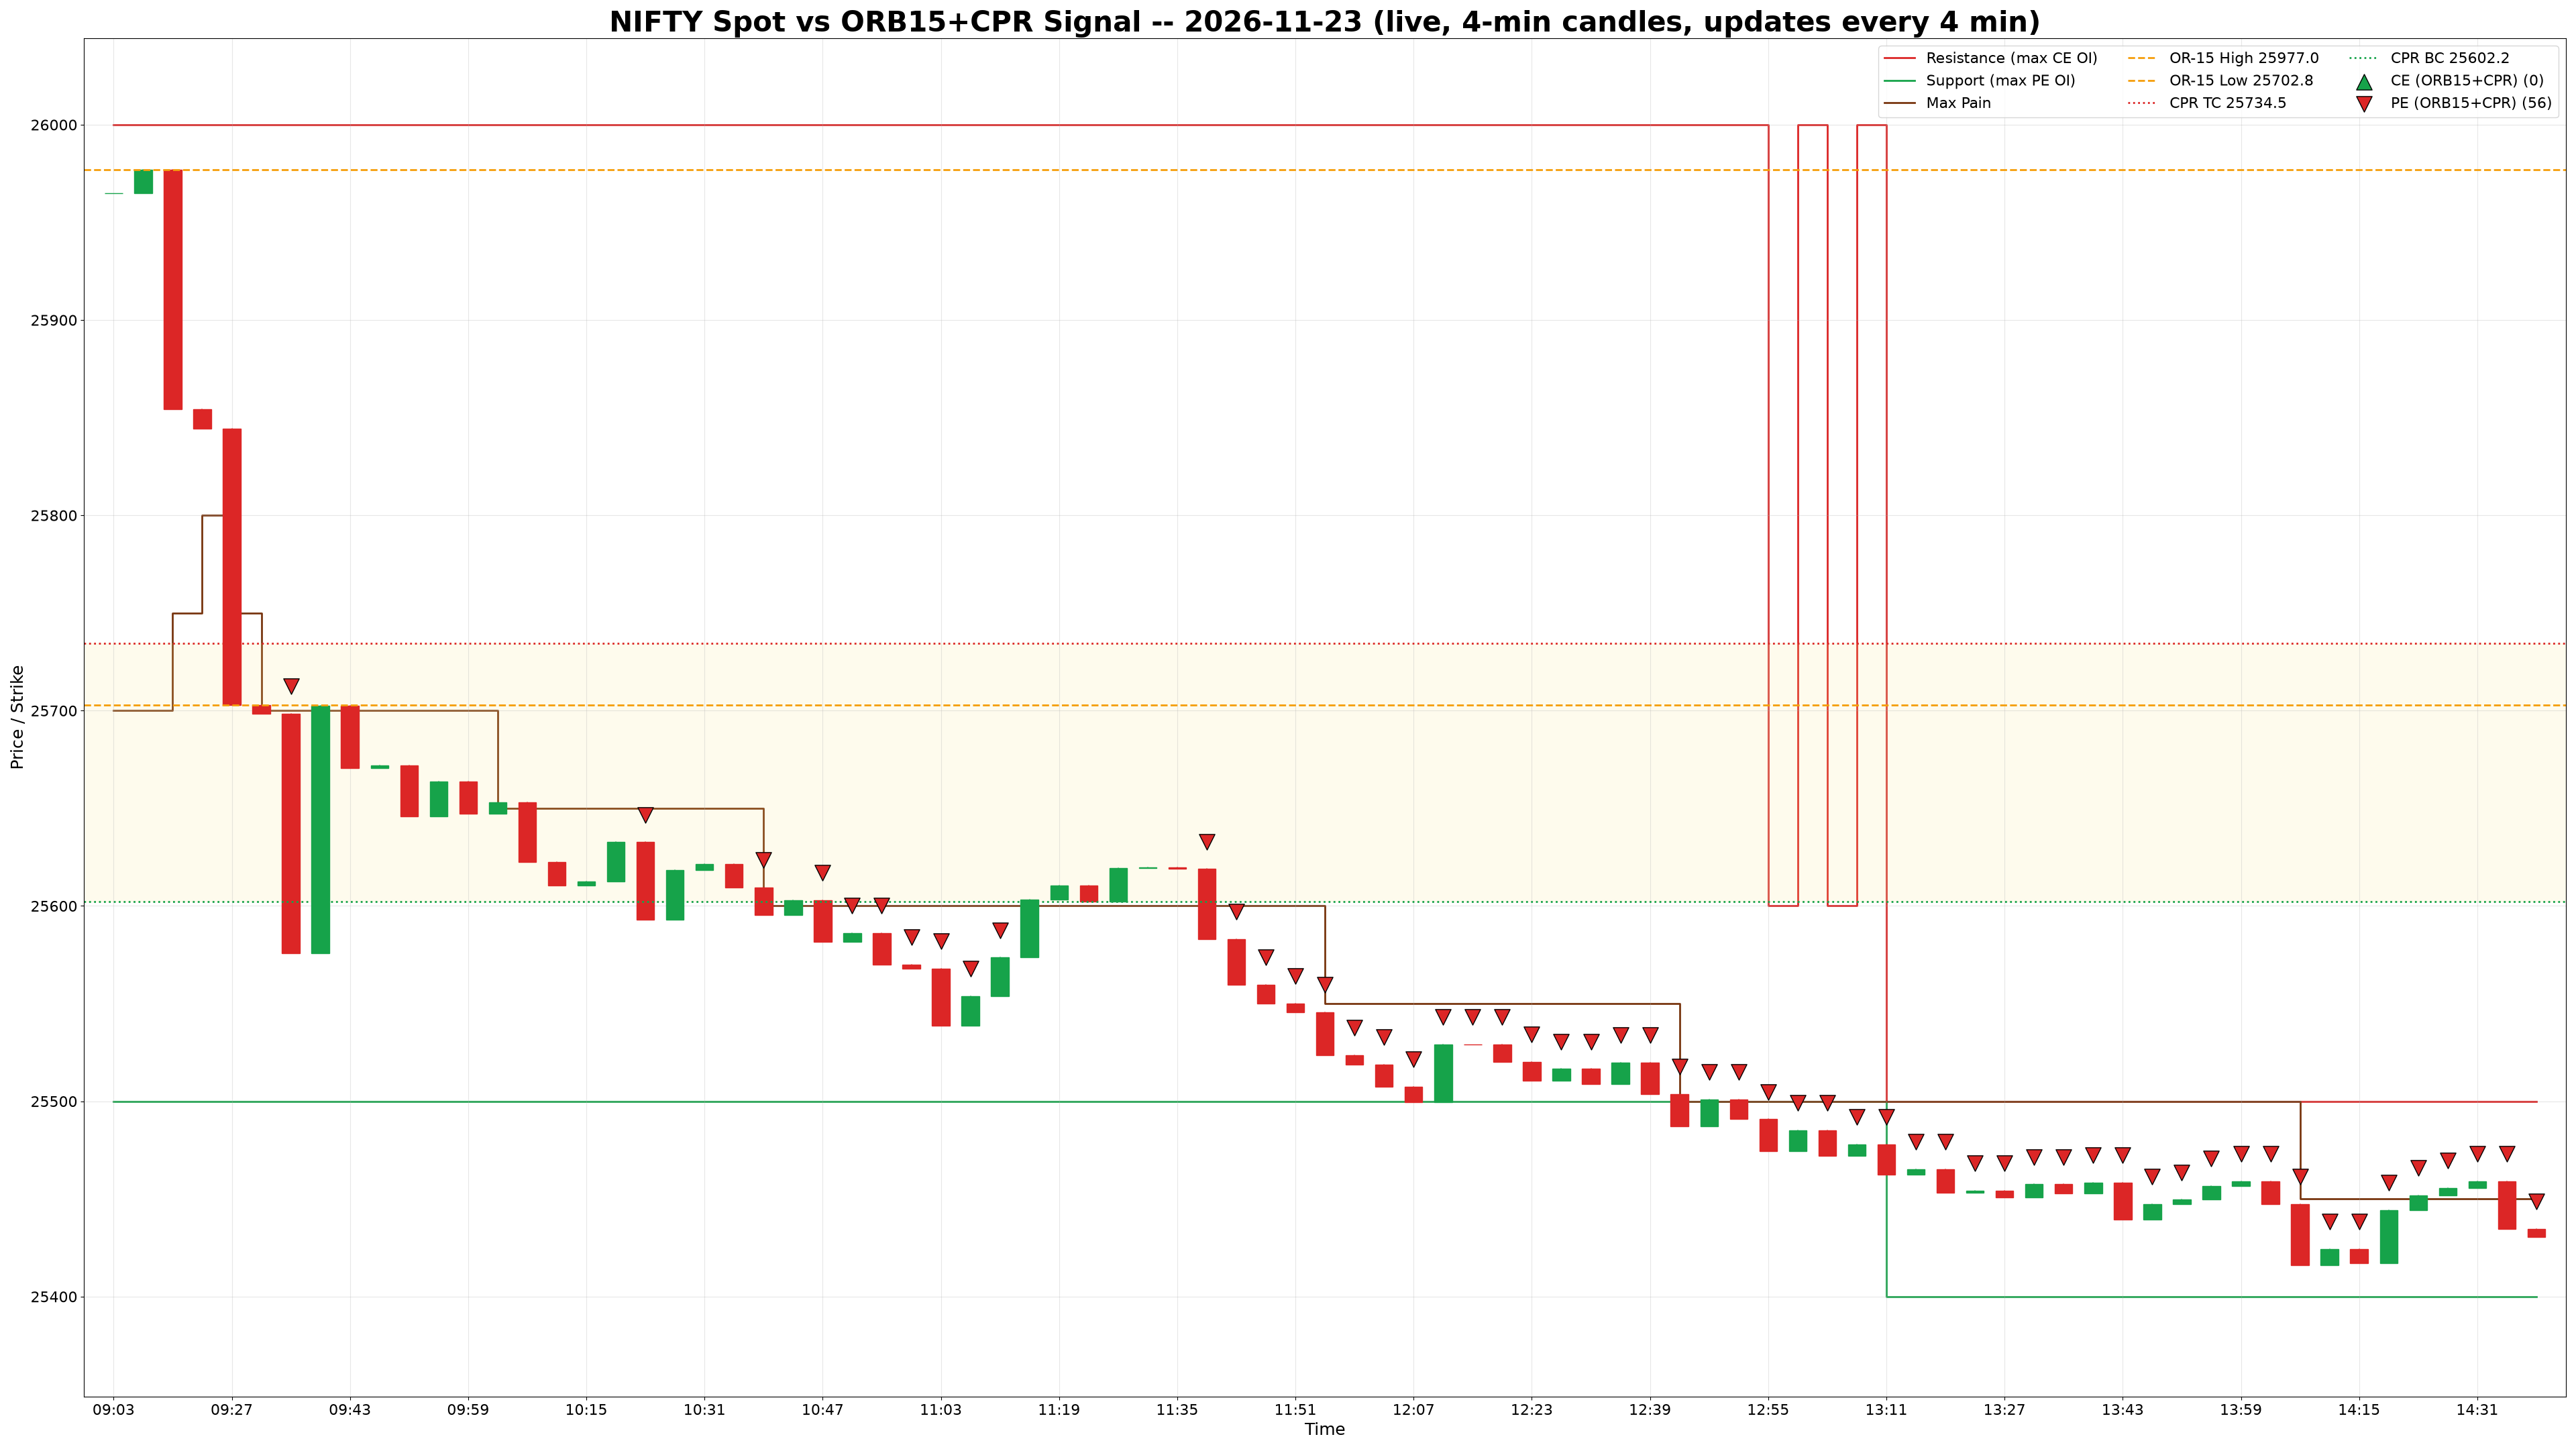 NIFTY Spot vs ORB15+CPR Signal -- 2026-11-23 (live, 4-min candles, updates every 4 min)
Resistance (max CE OI)
Support (max PE OI)
Max Pain
OR-15 High 25977.0
OR-15 Low 25702.8
CPR TC 25734.5
CPR BC 25602.2
CE (ORB15+CPR) (0)
PE (ORB15+CPR) (56)
Price / Strike
26000
25900
25800
25700
25600
25500
25400
09:03 09:27 09:43 09:59 10:15 10:31 10:47 11:03 11:19 11:35 11:51 12:07 12:23 12:39 12:55 13:11 13:27 13:43 13:59 14:15 14:31
Time